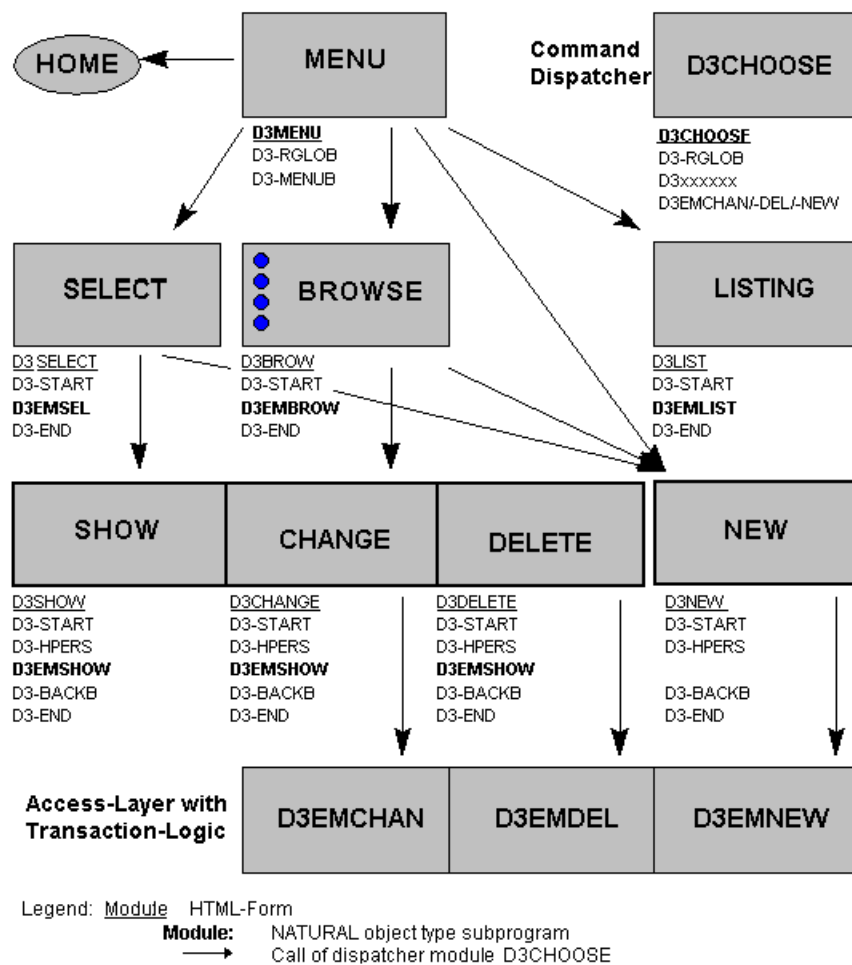 HOME
MENU
Command
Dispatcher
D3CHOOSE
D3MENU
D3-RGLOB
D3-MENUB
D3CHOOSE
D3-RGLOB
D3xxxxxx
D3EMCHAN/-DEL/-NEW
SELECT
BROWSE
LISTING
D3 SELECT
D3-START
D3EMSEL
D3-END
D3BROW
D3-START
D3EMBROW
D3-END
D3LIST
D3-START
D3EMLIST
D3-END
SHOW
CHANGE
DELETE
NEW
D3SHOW
D3-START
D3-HPERS
D3EMSHOW
D3-BACKB
D3-END
D3CHANGE
D3-START
D3-HPERS
D3EMSHOW
D3-BACKB
D3-END
D3DELETE
D3-START
D3-HPERS
D3EMSHOW
D3-BACKB
D3-END
D3NEW
D3-START
D3-HPERS
D3-BACKB
D3-END
Access-Layer with
Transaction-Logic
D3EMCHAN
D3EMDEL
D3EMNEW
Legend: Module HTML-Form
Module: NATURAL object type subprogram
Call of dispatcher module D3CHOOSE